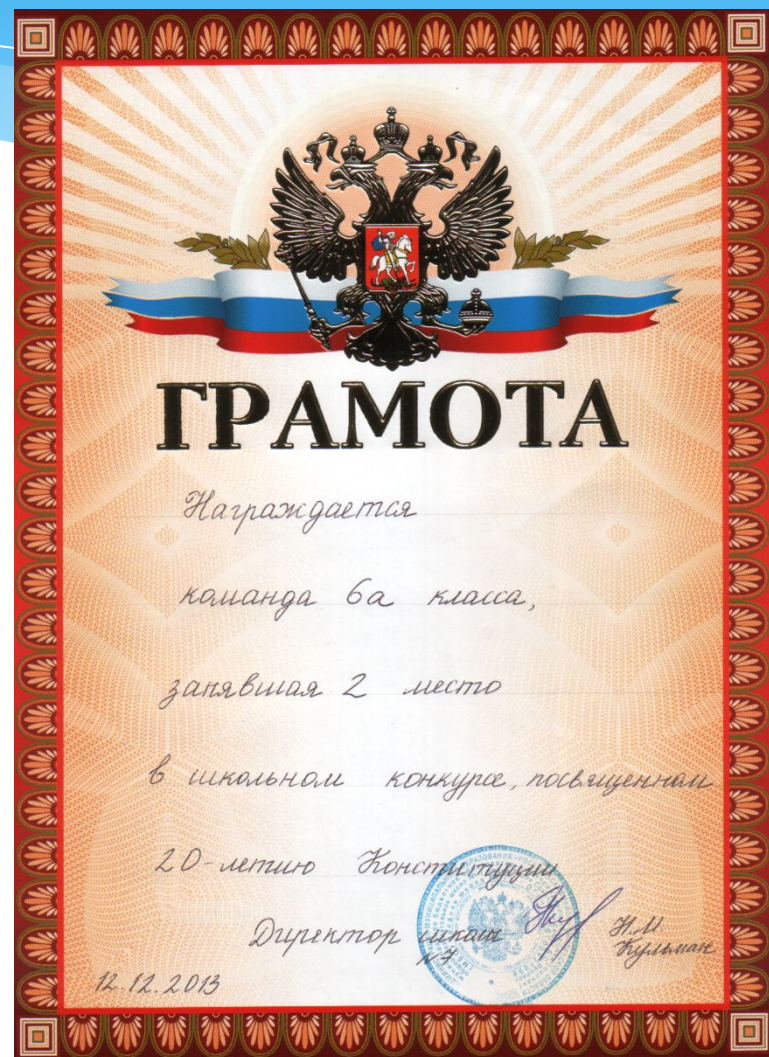 ГРАМОТА
Награждается
команда 6а класса,
занявшая 2 место
в школьном конкурсе, посвященном
20-летию Конституции
Директор школы Н.М.
№7 Кульман
12.12.2013